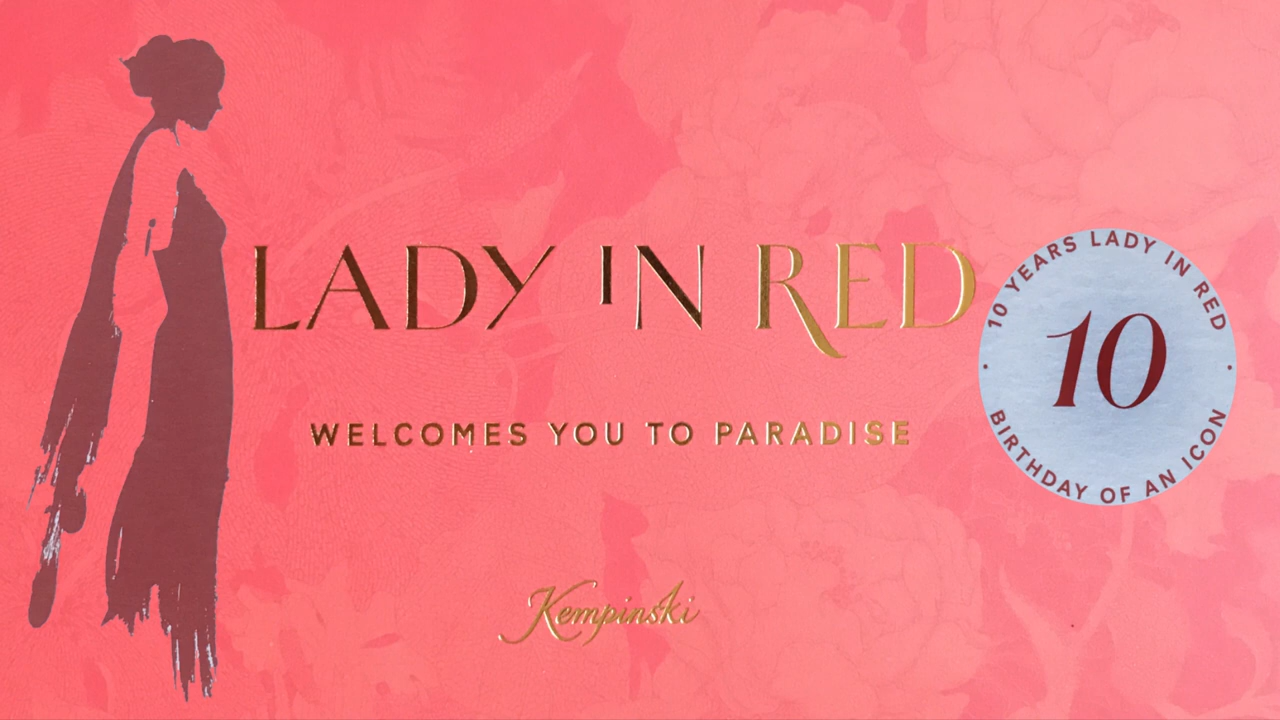 LADY IN RED
WELCOMES YOU TO PARADISE
Kempinski
10 YEARS LADY IN RED
10
BIRTHDAY OF AN ICON